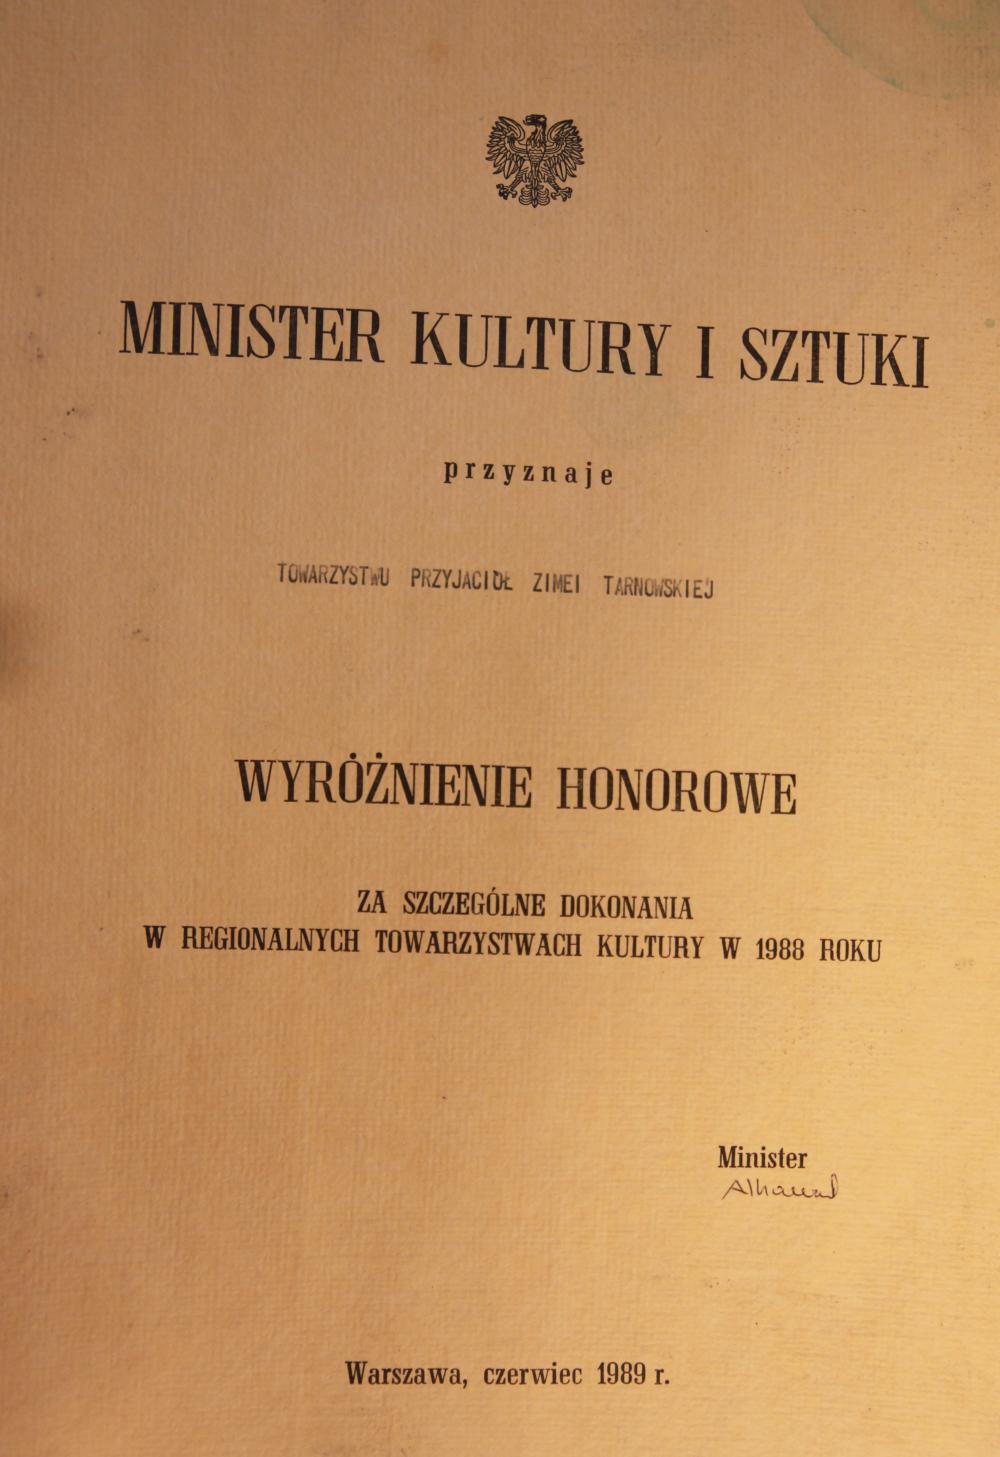 MINISTER KULTURY I SZTUKI
przyznaje
TOWARZYSTWU PRZYJACIÓŁ ZIMEI TARNOWSKIEJ
WYRÓŻNIENIE HONOROWE
ZA SZCZEGÓLNE DOKONANIA
W REGIONALNYCH TOWARZYSTWACH KULTURY W 1988 ROKU
Minister
Warszawa, czerwiec 1989 r.